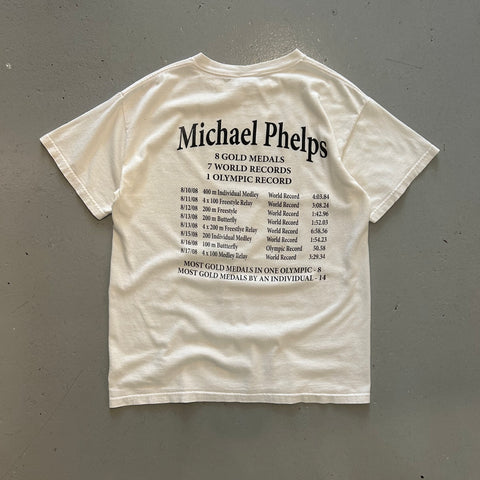 Michael Phelps
8 GOLD MEDALS
7 WORLD RECORDS
1 OLYMPIC RECORD
8/10/08 400 m Individual Medley World Record 4:03.84
8/11/08 4 x 100 Freestyle Relay World Record 3:08.24
8/12/08 200 m Freestyle World Record 1:42.96
8/13/08 200 m Butterfly World Record 1:52.03
8/13/08 4 x 200 m Freestlye Relay World Record 6:58.56
8/15/08 200 Individual Medley World Record 1:54.23
8/16/08 100 m Buttterfly Olympic Record 50.58
8/17/08 4 x 100 Medley Relay World Record 3:29.34
MOST GOLD MEDALS IN ONE OLYMPIC - 8
MOST GOLD MEDALS BY AN INDIVIDUAL - 14